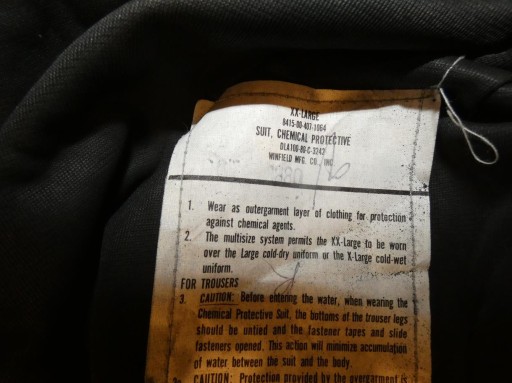 XX-LARGE
8415-00-407-1064
SUIT, CHEMICAL PROTECTIVE
DLA100-80-C-3242
WINFIELD MFG. CO., INC.
1. Wear as outergarment layer of clothing for protection
against chemical agents.
2. The multisize system permits the XX-Large to be worn
over the Large cold-dry uniform or the X-Large cold-wet
uniform.
FOR TROUSERS
3. CAUTION: Before entering the water, when wearing the
Chemical Protective Suit, the bottoms of the trouser legs
should be untied and the fastener tapes and slide
fasteners opened. This action will minimize accumulation
of water between the suit and the body.
CAUTION: Protection provided by the overgarment is